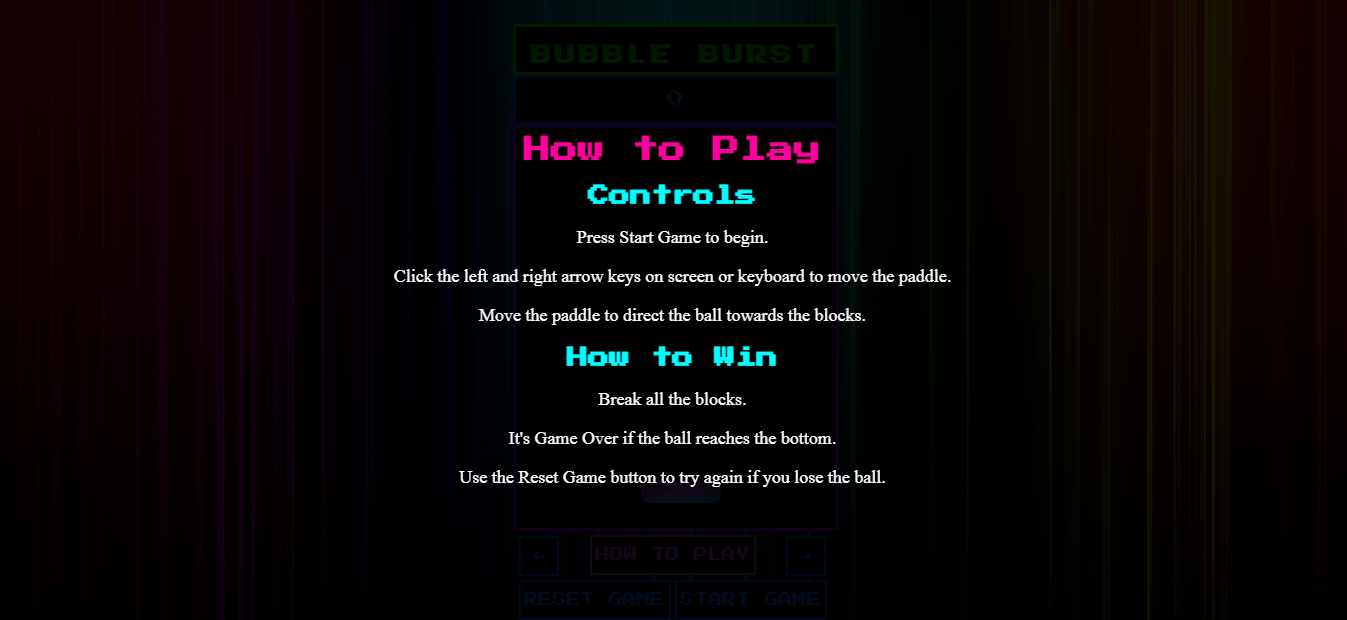 BUBBLE BURST
0
How to Play
Controls
Press Start Game to begin.
Click the left and right arrow keys on screen or keyboard to move the paddle.
Move the paddle to direct the ball towards the blocks.
How to Win
Break all the blocks.
It's Game Over if the ball reaches the bottom.
Use the Reset Game button to try again if you lose the ball.
← HOW TO PLAY →
RESET GAME START GAME